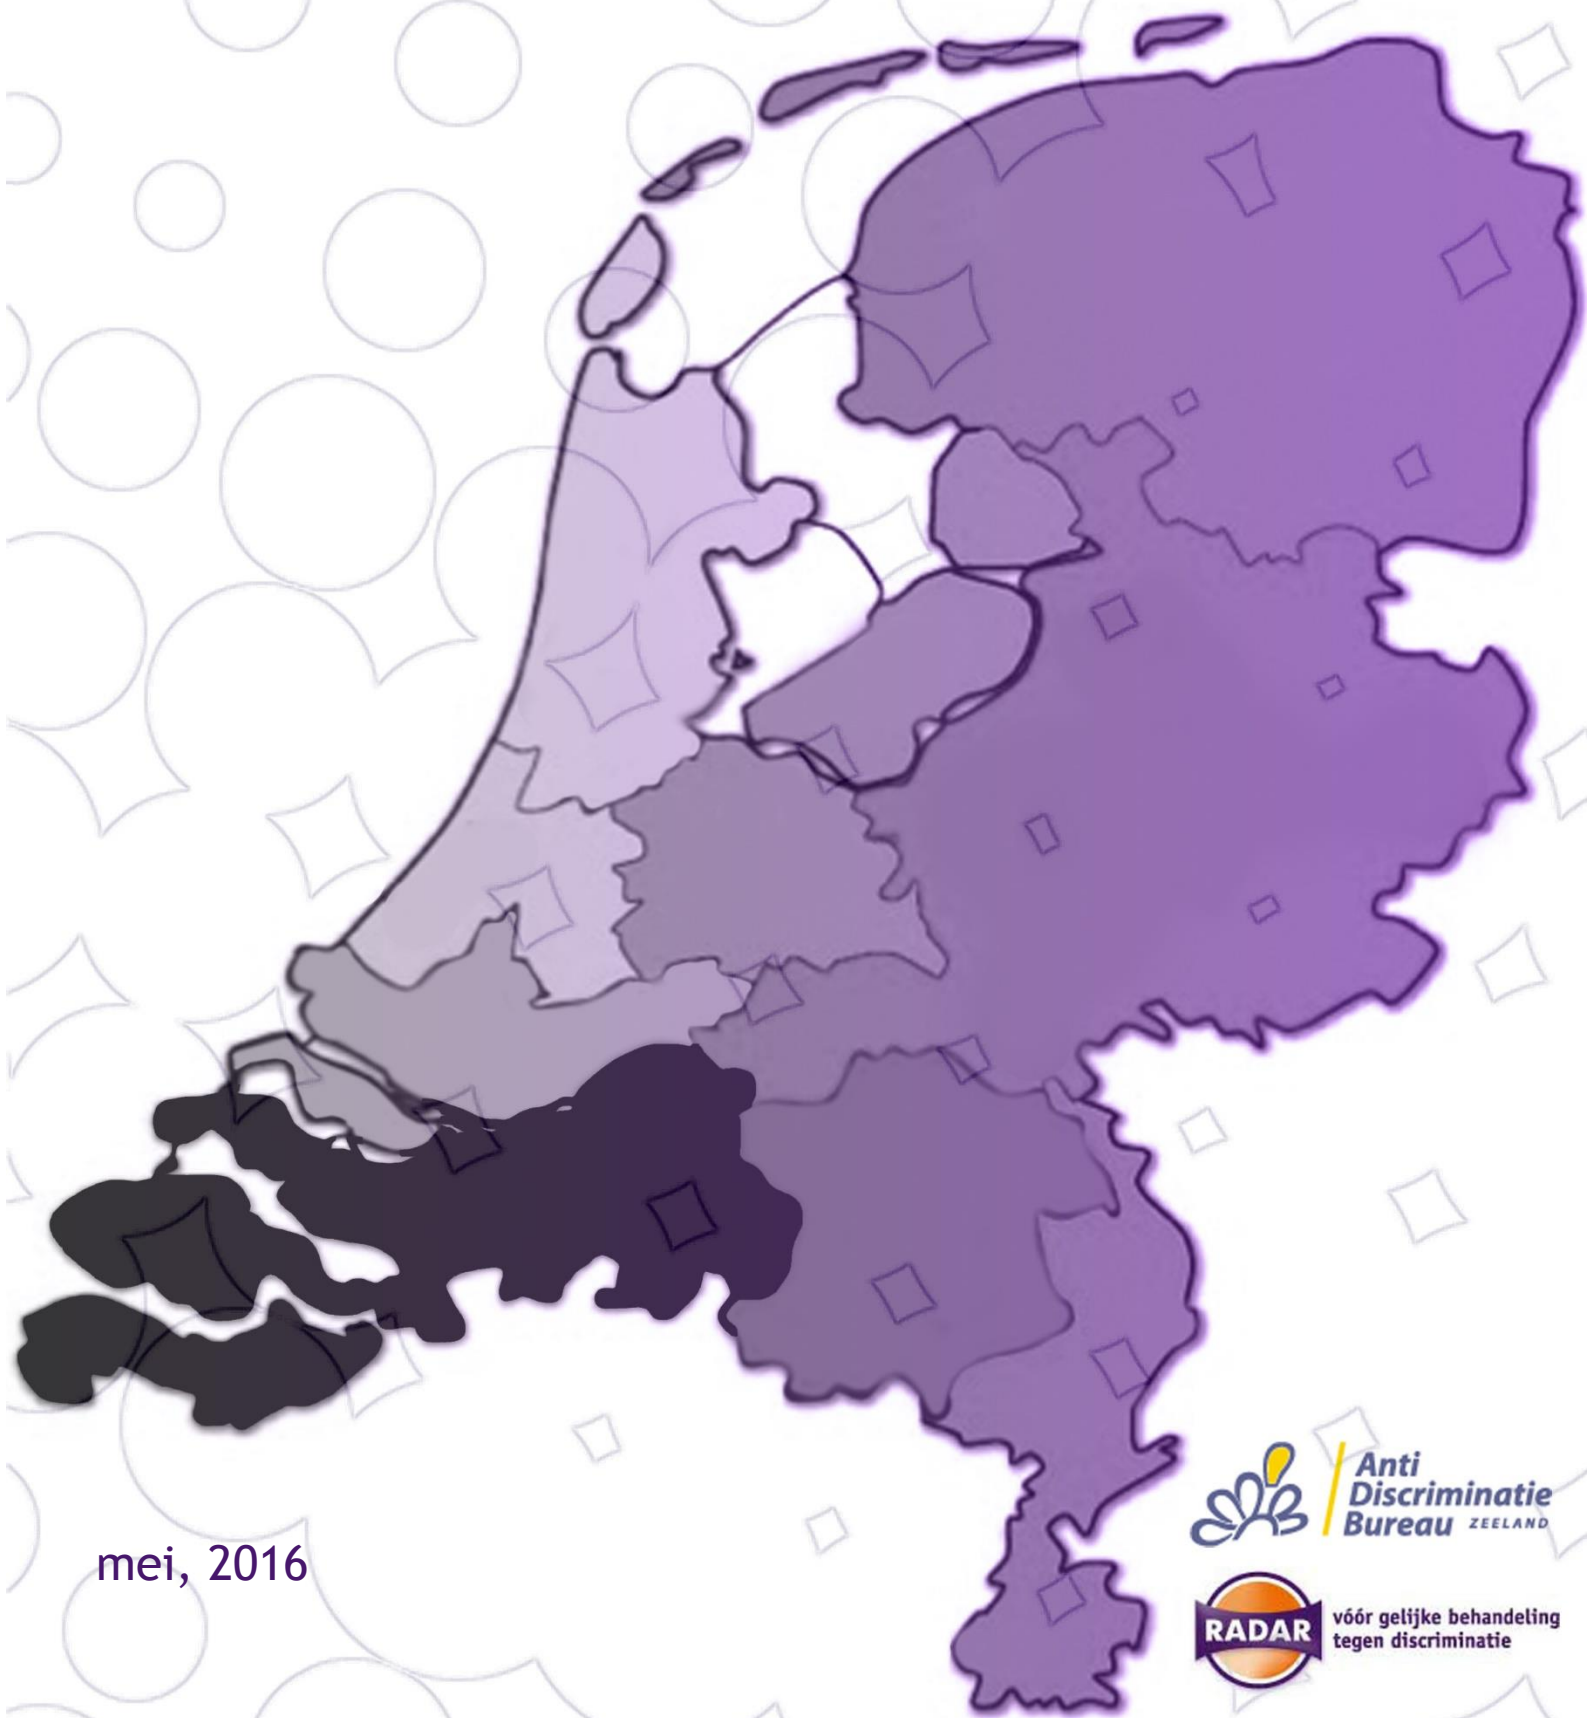 Anti
Discriminatie
Bureau ZEELAND
mei, 2016
RADAR
vóór gelijke behandeling
tegen discriminatie